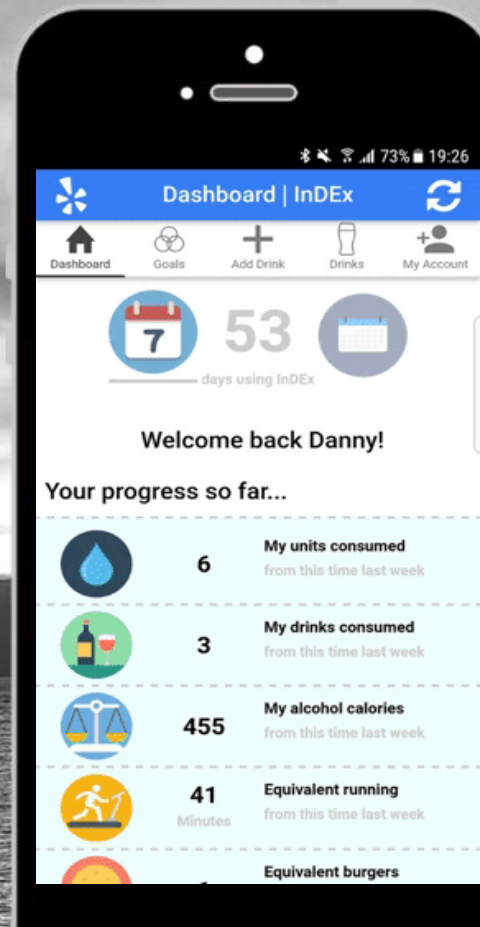 73% 19:26
Dashboard | InDEx
Dashboard
Goals
Add Drink
Drinks
My Account
7
53
days using InDEx
Welcome back Danny!
Your progress so far...
6
My units consumed
from this time last week
3
My drinks consumed
from this time last week
455
My alcohol calories
from this time last week
41
Minutes
Equivalent running
from this time last week
Equivalent burgers